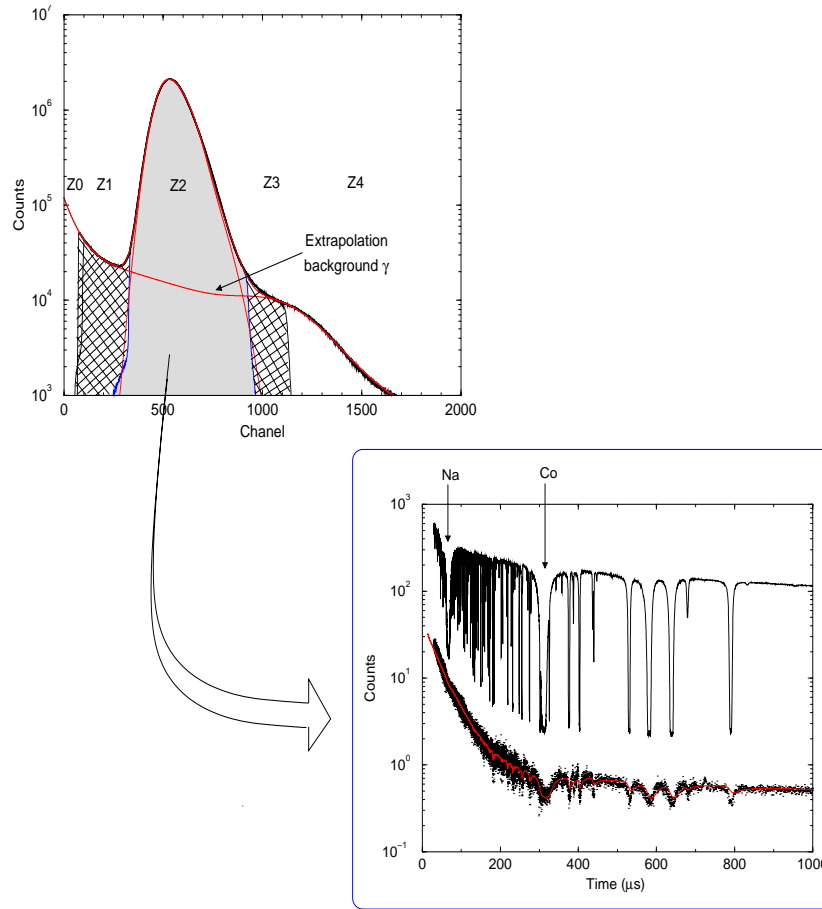 10^7
10^6
10^5
10^4
10^3
Counts
Z0 Z1 Z2 Z3 Z4
Extrapolation
background γ
0 500 1000 1500 2000
Chanel
Na Co
10^3
10^2
10^1
10^0
10^−1
Counts
0 200 400 600 800 1000
Time (μs)